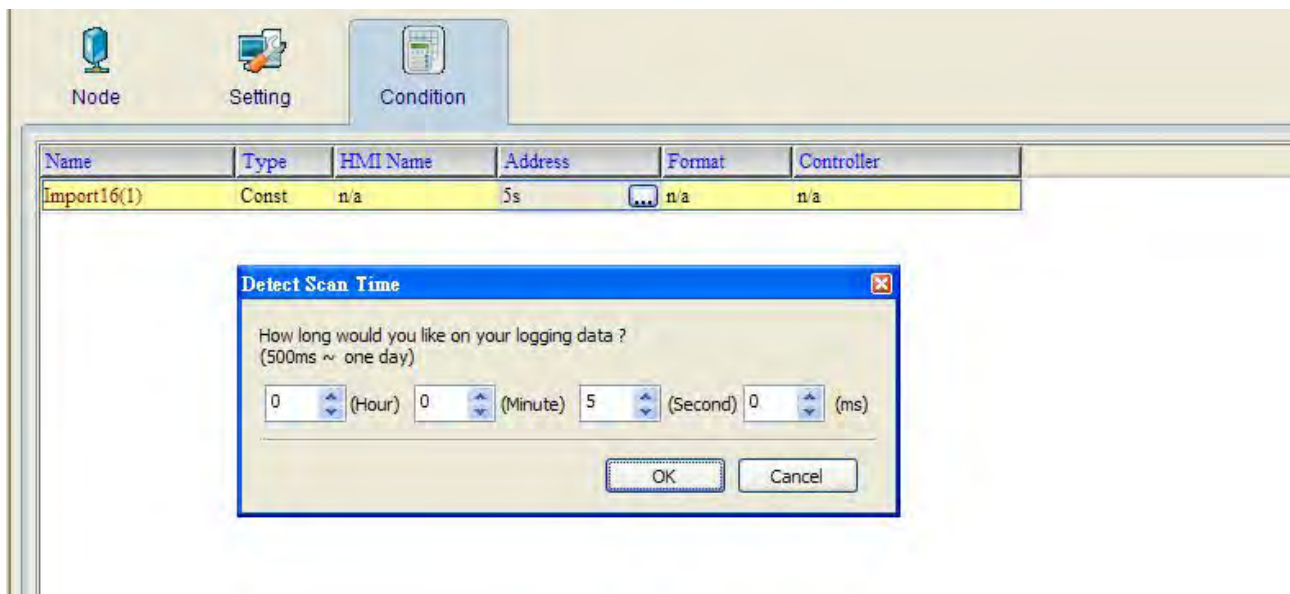 Node Setting Condition
Name Type HMI Name Address Format Controller
Import16(1) Const n/a 5s ... n/a n/a
Detect Scan Time
How long would you like on your logging data ?
(500ms ~ one day)
0 (Hour) 0 (Minute) 5 (Second) 0 (ms)
OK Cancel